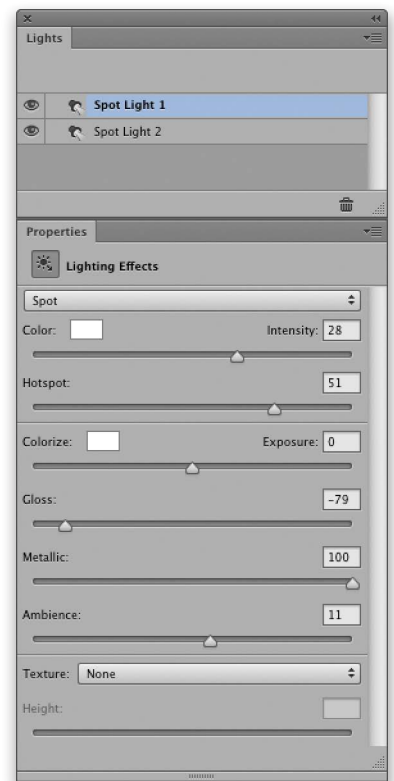 Lights
Spot Light 1
Spot Light 2
Properties
Lighting Effects
Spot
Color: Intensity: 28
Hotspot: 51
Colorize: Exposure: 0
Gloss: -79
Metallic: 100
Ambience: 11
Texture: None
Height: